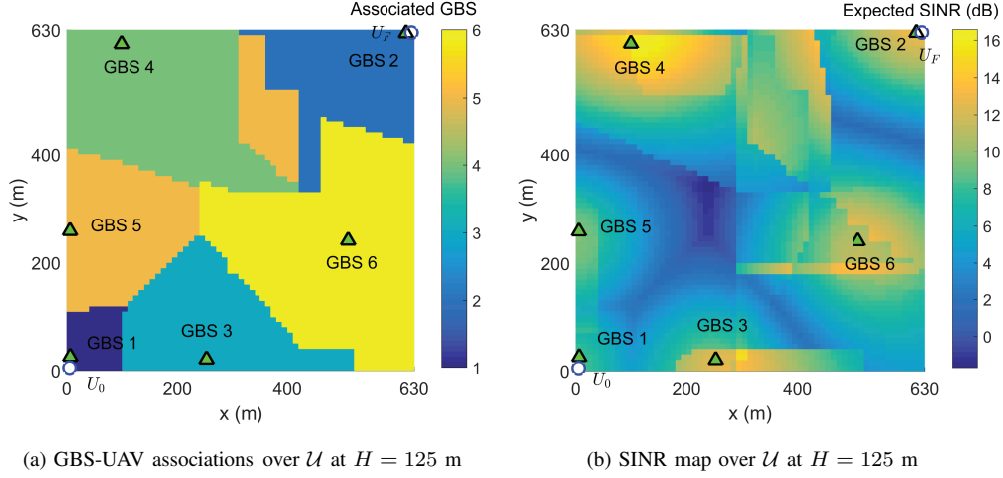 Associated GBS
630
U_F
GBS 4
GBS 2
400
y (m)
GBS 5
200
GBS 6
GBS 3
GBS 1
U_0
0
0
200
400
630
x (m)
6
5
4
3
2
1
(a) GBS-UAV associations over 𝒰 at H = 125 m
Expected SINR (dB)
630
GBS 2
U_F
GBS 4
400
y (m)
GBS 5
200
GBS 6
GBS 1
GBS 3
U_0
0
0
200
400
630
x (m)
16
14
12
10
8
6
4
2
0
(b) SINR map over 𝒰 at H = 125 m